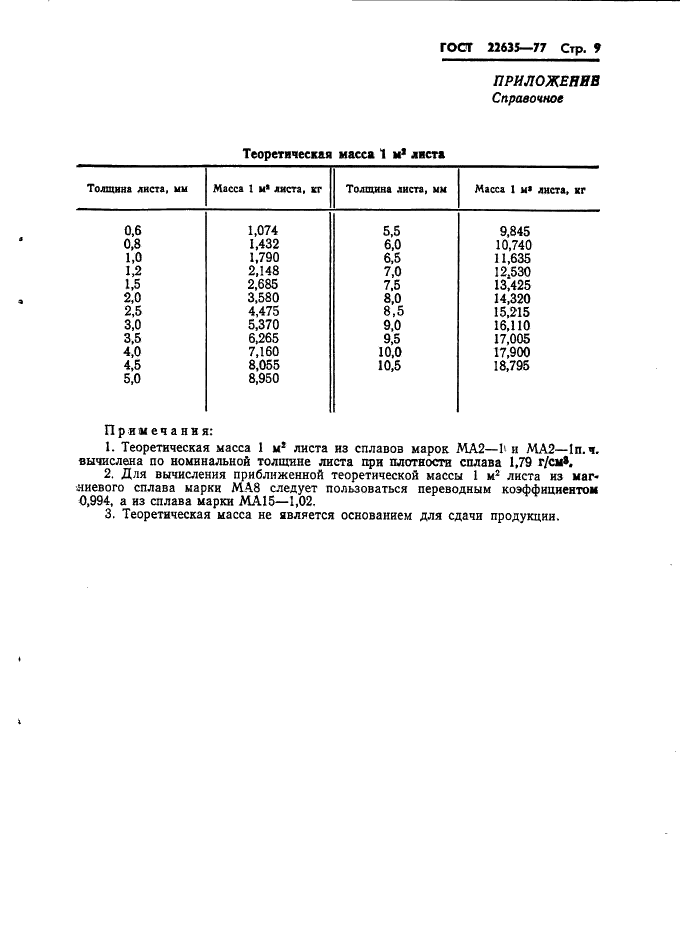 ГОСТ 22635—77 Стр. 9
ПРИЛОЖЕНИЕ
Справочное
Теоретическая масса 1 м² листа
Толщина листа, мм Масса 1 м² листа, кг Толщина листа, мм Масса 1 м² листа, кг
0,6 1,074 5,5 9,845
0,8 1,432 6,0 10,740
1,0 1,790 6,5 11,635
1,2 2,148 7,0 12,530
1,5 2,685 7,5 13,425
2,0 3,580 8,0 14,320
2,5 4,475 8,5 15,215
3,0 5,370 9,0 16,110
3,5 6,265 9,5 17,005
4,0 7,160 10,0 17,900
4,5 8,055 10,5 18,795
5,0 8,950
Примечания:
1. Теоретическая масса 1 м² листа из сплавов марок МА2—1 и МА2—1п.ч.
вычислена по номинальной толщине листа при плотности сплава 1,79 г/см³.
2. Для вычисления приближенной теоретической массы 1 м² листа из маг-
ниевого сплава марки МА8 следует пользоваться переводным коэффициентом
0,994, а из сплава марки МА15—1,02.
3. Теоретическая масса не является основанием для сдачи продукции.